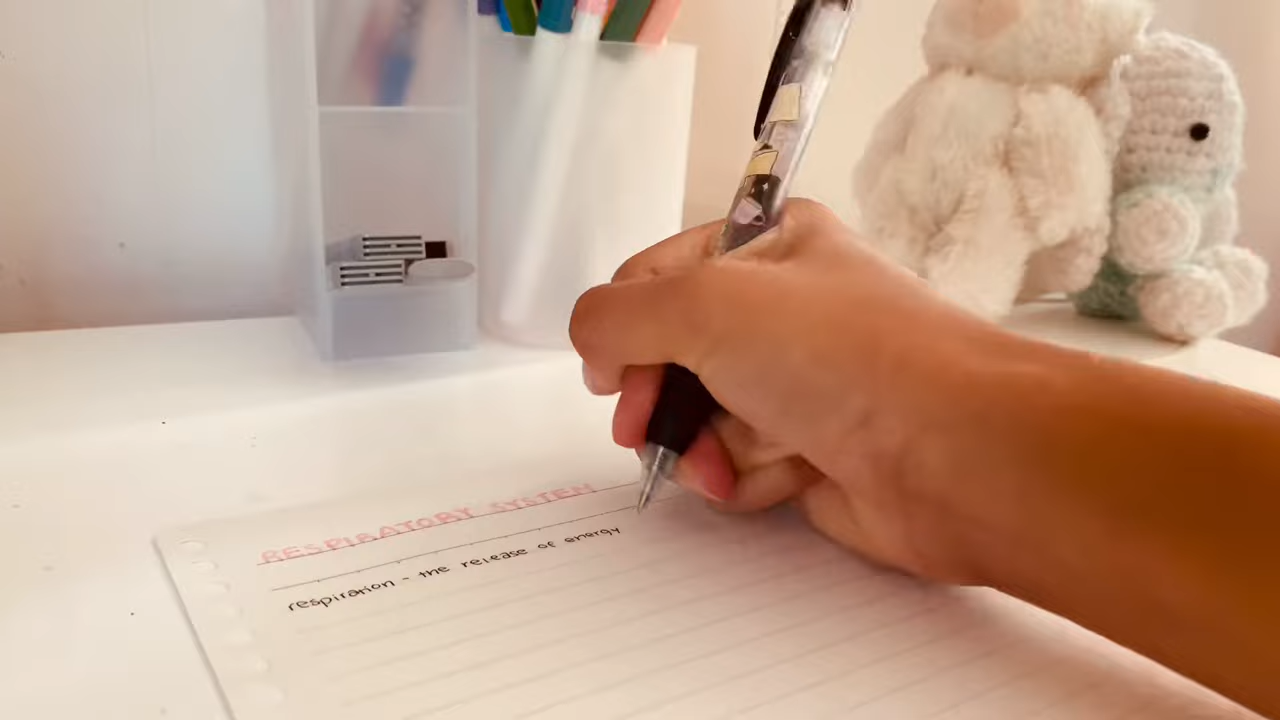 RESPIRATORY SYSTEM
respiration - the release of energy